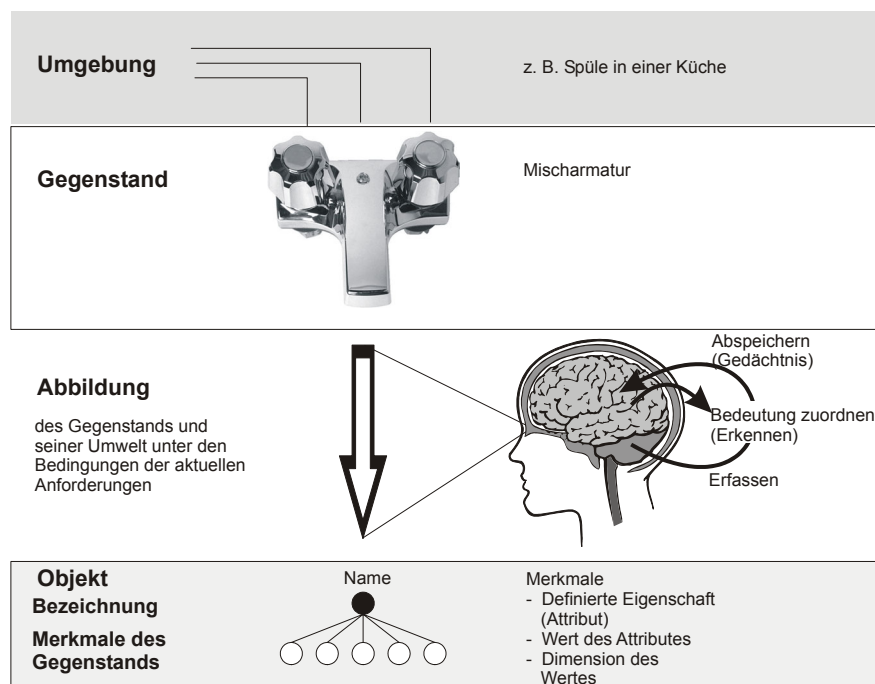 Umgebung
z. B. Spüle in einer Küche
Gegenstand
Mischarmatur
Abbildung
des Gegenstands und
seiner Umwelt unter den
Bedingungen der aktuellen
Anforderungen
Abspeichern
(Gedächtnis)
Bedeutung zuordnen
(Erkennen)
Erfassen
Objekt
Bezeichnung
Merkmale des
Gegenstands
Name
Merkmale
- Definierte Eigenschaft
(Attribut)
- Wert des Attributes
- Dimension des
Wertes